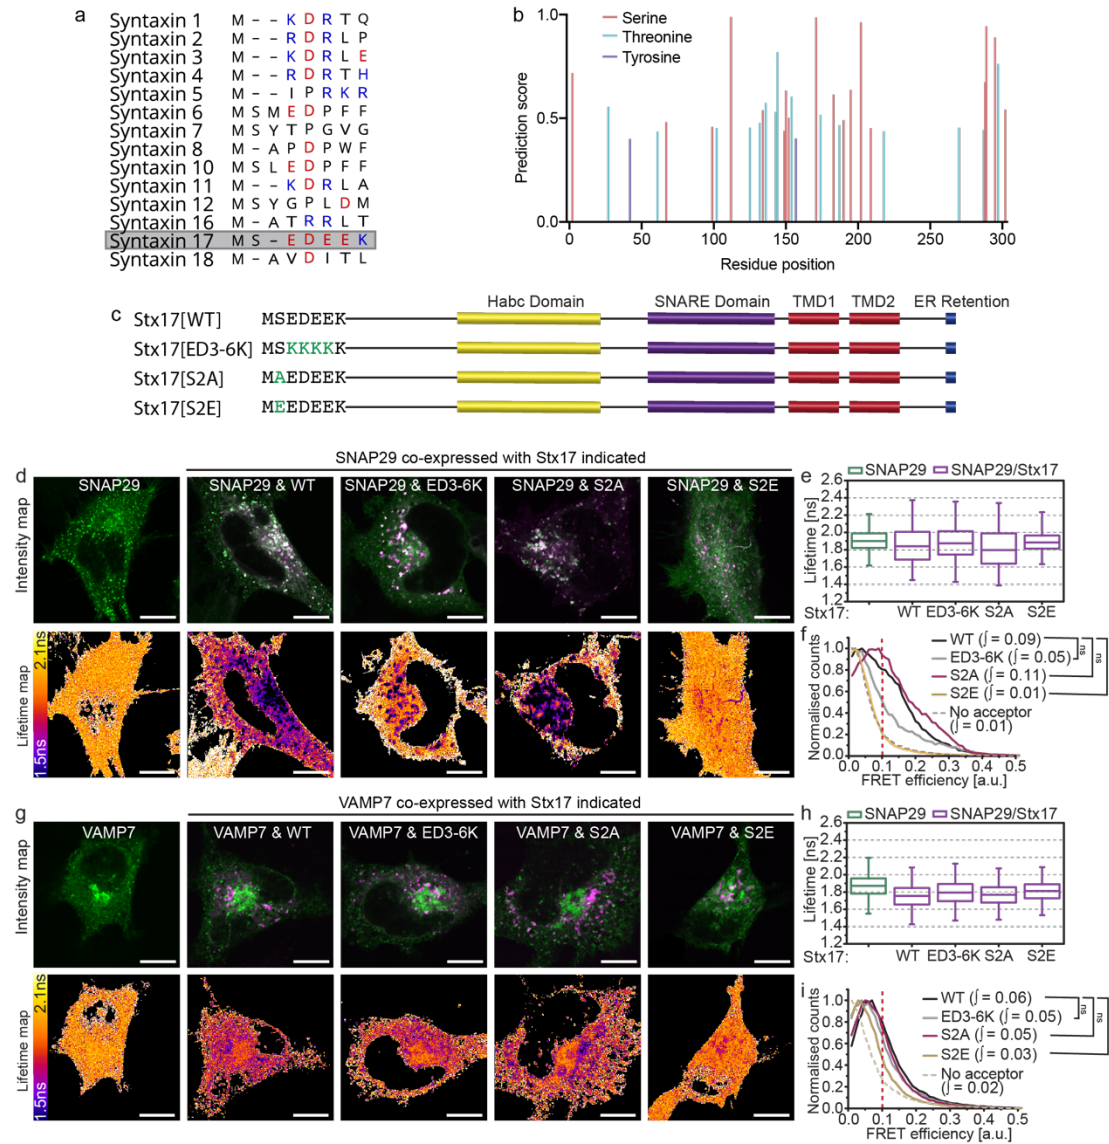 a
Syntaxin 1 M - - K D R T Q
Syntaxin 2 M - - R D R L P
Syntaxin 3 M - - K D R L E
Syntaxin 4 M - - R D R T H
Syntaxin 5 M - - I P R K R
Syntaxin 6 M S M E D P F F
Syntaxin 7 M S Y T P G V G
Syntaxin 8 M - A P D P W F
Syntaxin 10 M S L E D P F F
Syntaxin 11 M - - K D R L A
Syntaxin 12 M S Y G P L D M
Syntaxin 16 M - A T R R L T
Syntaxin 17 M S - E D E E K
Syntaxin 18 M - A V D I T L
b
Serine
Threonine
Tyrosine
Prediction score
1.0
0.5
0.0
0 50 100 150 200 250 300
Residue position
c
Habc Domain SNARE Domain TMD1 TMD2 ER Retention
Stx17[WT] MSEDEEK
Stx17[ED3-6K] MSKKKKK
Stx17[S2A] MAEDEEK
Stx17[S2E] MEEDEEK
d
SNAP29 co-expressed with Stx17 indicated
Intensity map
SNAP29
SNAP29 & WT
SNAP29 & ED3-6K
SNAP29 & S2A
SNAP29 & S2E
Lifetime map
2.1ns
1.5ns
e
SNAP29 SNAP29/Stx17
Lifetime [ns]
2.6
2.4
2.2
2.0
1.8
1.6
1.4
1.2
Stx17: WT ED3-6K S2A S2E
f
Normalised counts
1.0
0.8
0.6
0.4
0.2
0.0
WT (∫ = 0.09)
ED3-6K (∫ = 0.05)
S2A (∫ = 0.11)
S2E (∫ = 0.01)
No acceptor
(∫ = 0.01)
ns
ns
0.0 0.1 0.2 0.3 0.4 0.5
FRET efficiency [a.u.]
g
VAMP7 co-expressed with Stx17 indicated
Intensity map
VAMP7
VAMP7 & WT
VAMP7 & ED3-6K
VAMP7 & S2A
VAMP7 & S2E
Lifetime map
2.1ns
1.5ns
h
SNAP29 SNAP29/Stx17
Lifetime [ns]
2.6
2.4
2.2
2.0
1.8
1.6
1.4
1.2
Stx17: WT ED3-6K S2A S2E
i
Normalised counts
1.0
0.8
0.6
0.4
0.2
0.0
WT (∫ = 0.06)
ED3-6K (∫ = 0.05)
S2A (∫ = 0.05)
S2E (∫ = 0.03)
No acceptor
(∫ = 0.02)
ns
ns
0.0 0.1 0.2 0.3 0.4 0.5
FRET efficiency [a.u.]